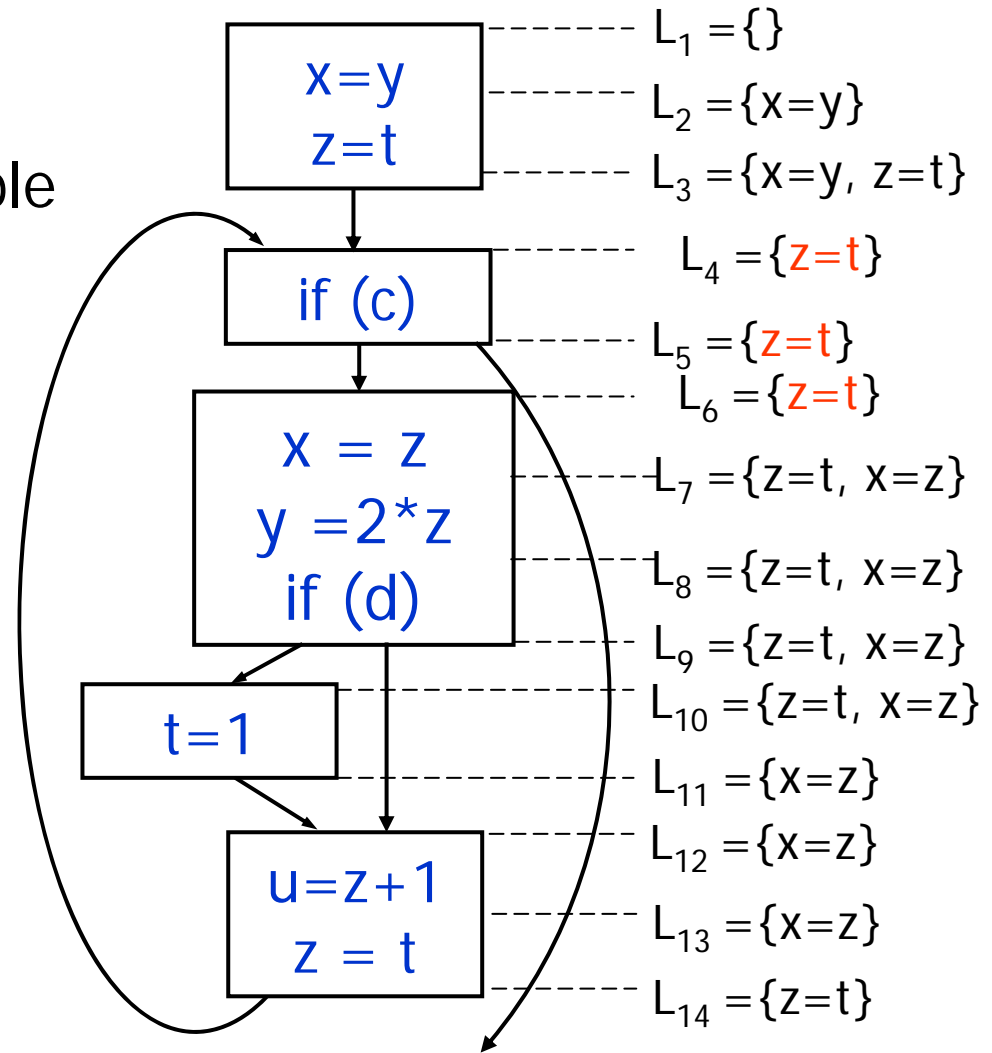 x=y
z=t
if (c)
x = z
y =2*z
if (d)
t=1
u=z+1
z = t
L1 ={}
L2 ={x=y}
L3 ={x=y, z=t}
L4 ={z=t}
L5 ={z=t}
L6 ={z=t}
L7 ={z=t, x=z}
L8 ={z=t, x=z}
L9 ={z=t, x=z}
L10 ={z=t, x=z}
L11 ={x=z}
L12 ={x=z}
L13 ={x=z}
L14 ={z=t}